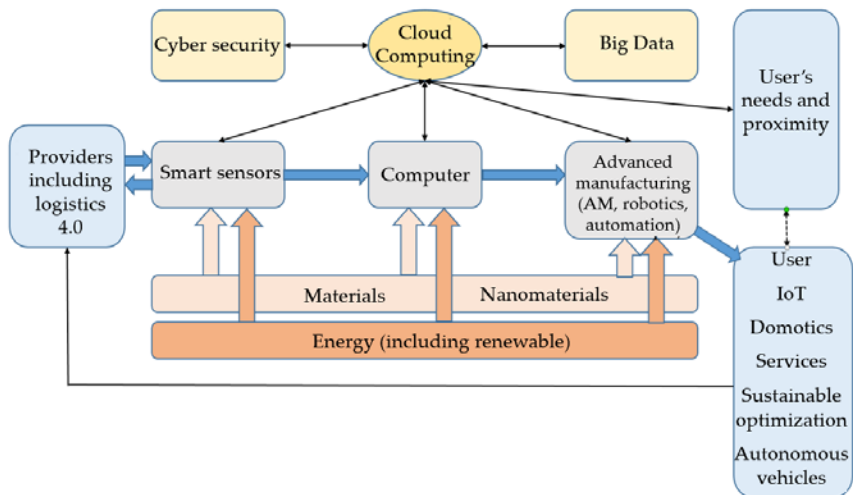 Cyber security
Cloud
Computing
Big Data
User's
needs and
proximity
Providers
including
logistics
4.0
Smart sensors
Computer
Advanced
manufacturing
(AM, robotics,
automation)
Materials
Nanomaterials
Energy (including renewable)
User
IoT
Domotics
Services
Sustainable
optimization
Autonomous
vehicles